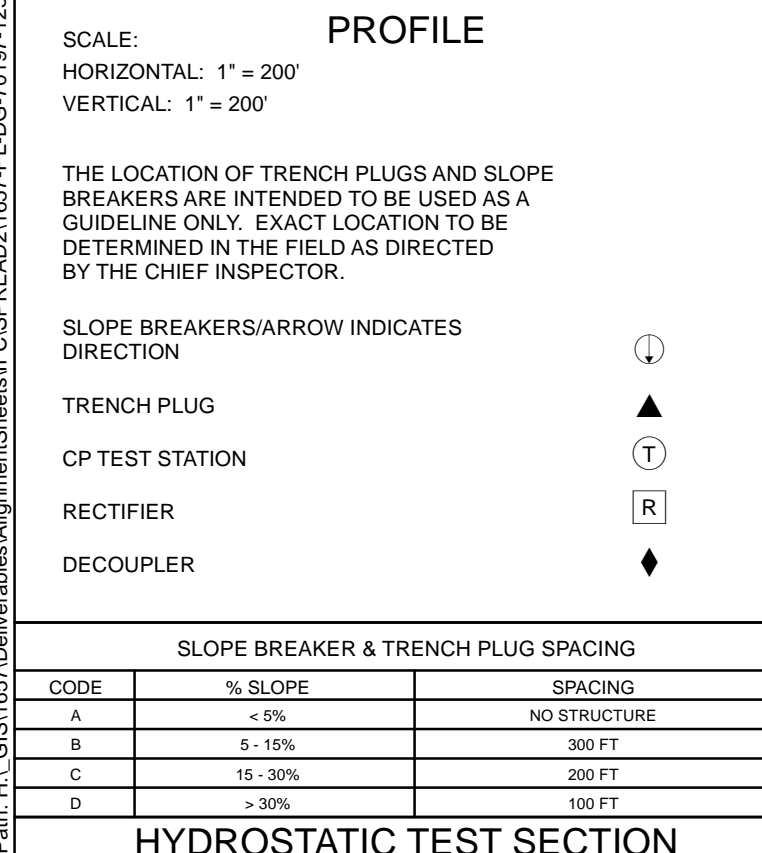 PROFILE
SCALE:
HORIZONTAL: 1" = 200'
VERTICAL: 1" = 200'
THE LOCATION OF TRENCH PLUGS AND SLOPE
BREAKERS ARE INTENDED TO BE USED AS A
GUIDELINE ONLY. EXACT LOCATION TO BE
DETERMINED IN THE FIELD AS DIRECTED
BY THE CHIEF INSPECTOR.
SLOPE BREAKERS/ARROW INDICATES
DIRECTION
TRENCH PLUG
CP TEST STATION T
RECTIFIER R
DECOUPLER
SLOPE BREAKER & TRENCH PLUG SPACING
CODE % SLOPE SPACING
A < 5% NO STRUCTURE
B 5 - 15% 300 FT
C 15 - 30% 200 FT
D > 30% 100 FT
HYDROSTATIC TEST SECTION